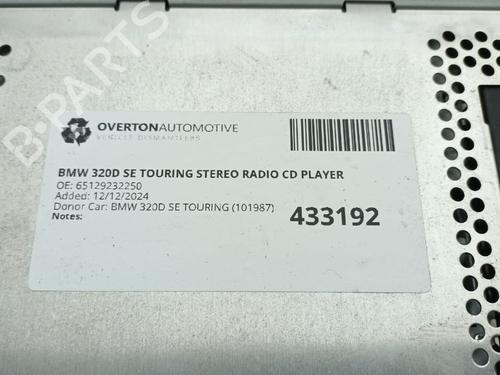 OVERTONAUTOMOTIVE
VEHICLE DISMANTLERS
BMW 320D SE TOURING STEREO RADIO CD PLAYER
OE: 65129232250
Added: 12/12/2024
Donor Car: BMW 320D SE TOURING (101987)
Notes:
433192
B-PARTS